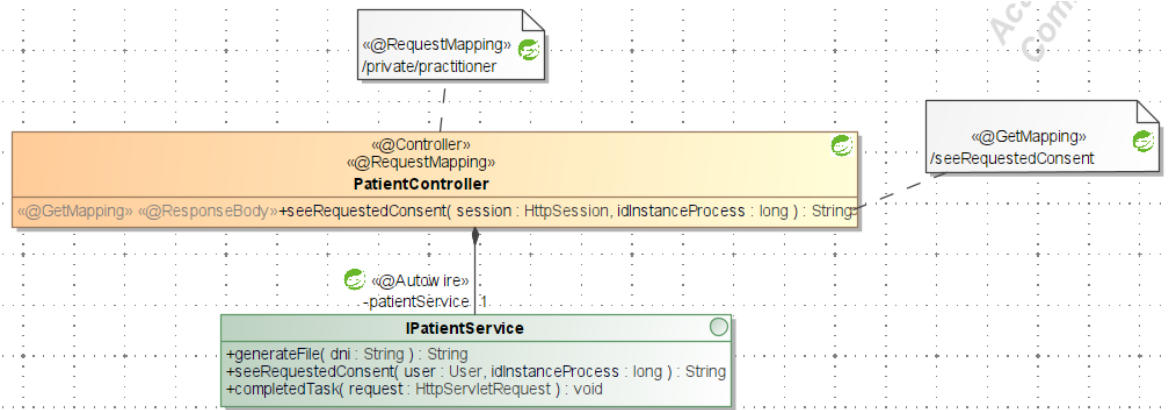 «@RequestMapping»
/private/practitioner
«@GetMapping»
/seeRequestedConsent
«@Controller»
«@RequestMapping»
PatientController
«@GetMapping» «@ResponseBody»+seeRequestedConsent( session : HttpSession, idInstanceProcess : long ) : String
«@Autowire»
-patientService 1
IPatientService
+generateFile( dni : String ) : String
+seeRequestedConsent( user : User, idInstanceProcess : long ) : String
+completedTask( request : HttpServletRequest ) : void